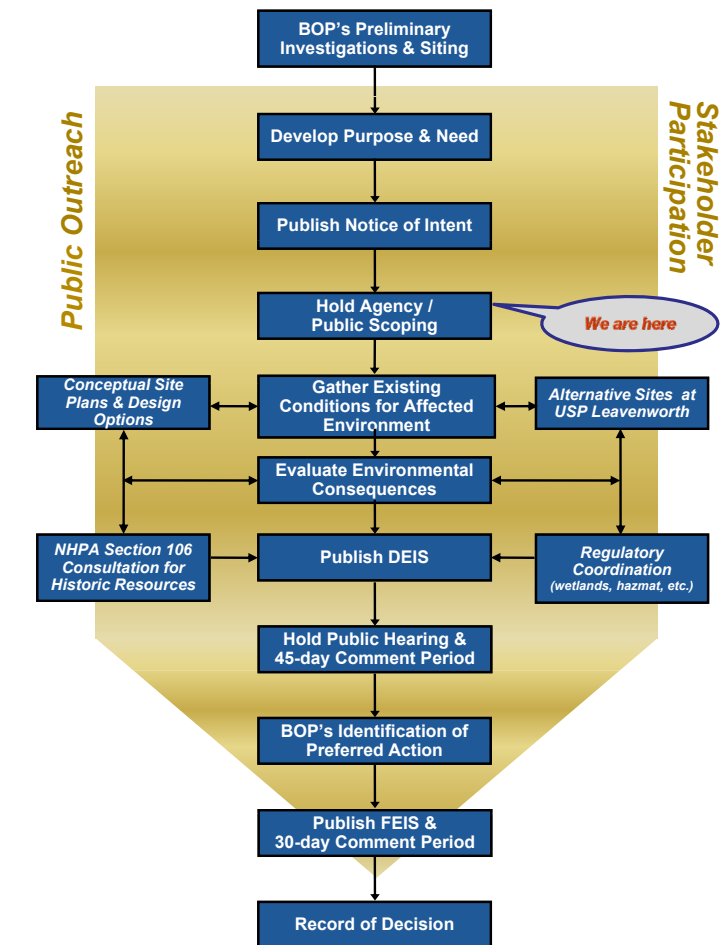 BOP's Preliminary
Investigations & Siting
Public Outreach
Stakeholder
Participation
Develop Purpose & Need
Publish Notice of Intent
Hold Agency /
Public Scoping
We are here
Conceptual Site
Plans & Design
Options
Gather Existing
Conditions for Affected
Environment
Alternative Sites at
USP Leavenworth
Evaluate Environmental
Consequences
NHPA Section 106
Consultation for
Historic Resources
Publish DEIS
Regulatory
Coordination
(wetlands, hazmat, etc.)
Hold Public Hearing &
45-day Comment Period
BOP's Identification of
Preferred Action
Publish FEIS &
30-day Comment Period
Record of Decision